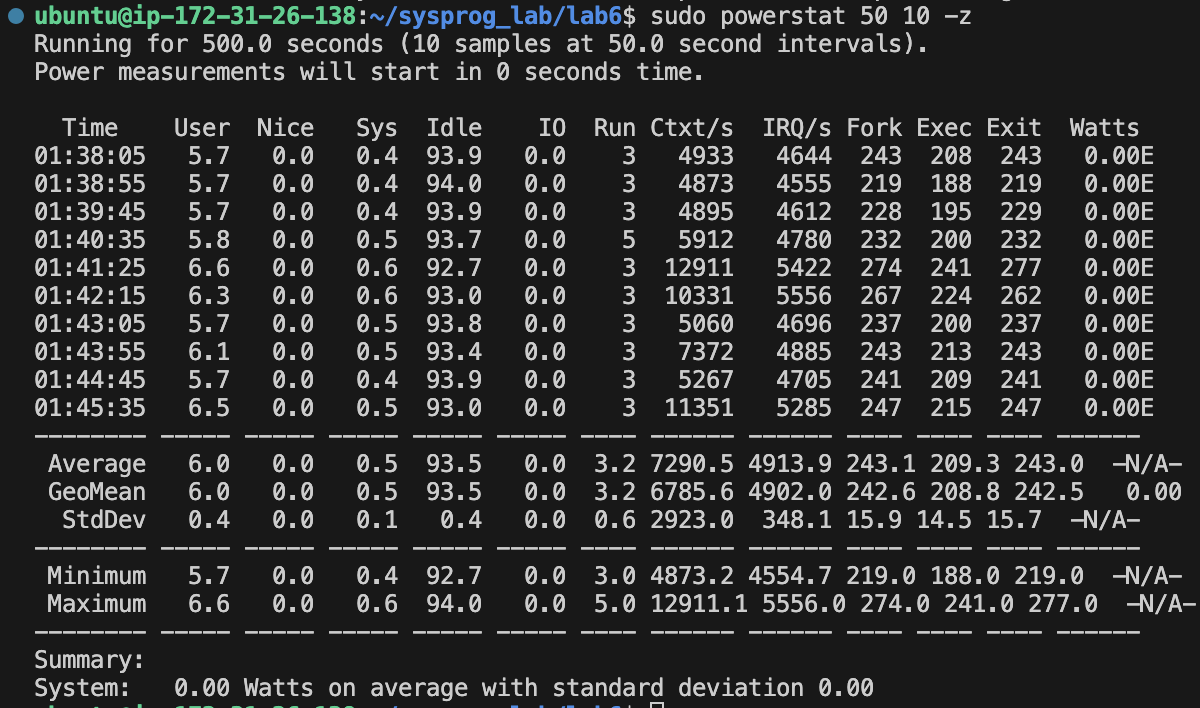 ubuntu@ip-172-31-26-138:~/sysprog_lab/lab6$ sudo powerstat 50 10 -z
Running for 500.0 seconds (10 samples at 50.0 second intervals).
Power measurements will start in 0 seconds time.
  Time    User  Nice   Sys  Idle    IO  Run Ctxt/s  IRQ/s Fork Exec Exit  Watts
01:38:05   5.7   0.0   0.4  93.9   0.0    3   4933   4644  243  208  243   0.00E
01:38:55   5.7   0.0   0.4  94.0   0.0    3   4873   4555  219  188  219   0.00E
01:39:45   5.7   0.0   0.4  93.9   0.0    3   4895   4612  228  195  229   0.00E
01:40:35   5.8   0.0   0.5  93.7   0.0    5   5912   4780  232  200  232   0.00E
01:41:25   6.6   0.0   0.6  92.7   0.0    3  12911   5422  274  241  277   0.00E
01:42:15   6.3   0.0   0.6  93.0   0.0    3  10331   5556  267  224  262   0.00E
01:43:05   5.7   0.0   0.5  93.8   0.0    3   5060   4696  237  200  237   0.00E
01:43:55   6.1   0.0   0.5  93.4   0.0    3   7372   4885  243  213  243   0.00E
01:44:45   5.7   0.0   0.4  93.9   0.0    3   5267   4705  241  209  241   0.00E
01:45:35   6.5   0.0   0.5  93.0   0.0    3  11351   5285  247  215  247   0.00E
-------- ----- ----- ----- ----- ----- ---- ------ ------ ---- ---- ---- ------
 Average   6.0   0.0   0.5  93.5   0.0  3.2 7290.5 4913.9 243.1 209.3 243.0  -N/A-
 GeoMean   6.0   0.0   0.5  93.5   0.0  3.2 6785.6 4902.0 242.6 208.8 242.5   0.00
  StdDev   0.4   0.0   0.1   0.4   0.0  0.6 2923.0  348.1 15.9 14.5 15.7  -N/A-
-------- ----- ----- ----- ----- ----- ---- ------ ------ ---- ---- ---- ------
 Minimum   5.7   0.0   0.4  92.7   0.0  3.0 4873.2 4554.7 219.0 188.0 219.0  -N/A-
 Maximum   6.6   0.0   0.6  94.0   0.0  5.0 12911.1 5556.0 274.0 241.0 277.0  -N/A-
-------- ----- ----- ----- ----- ----- ---- ------ ------ ---- ---- ---- ------
Summary:
System:   0.00 Watts on average with standard deviation 0.00